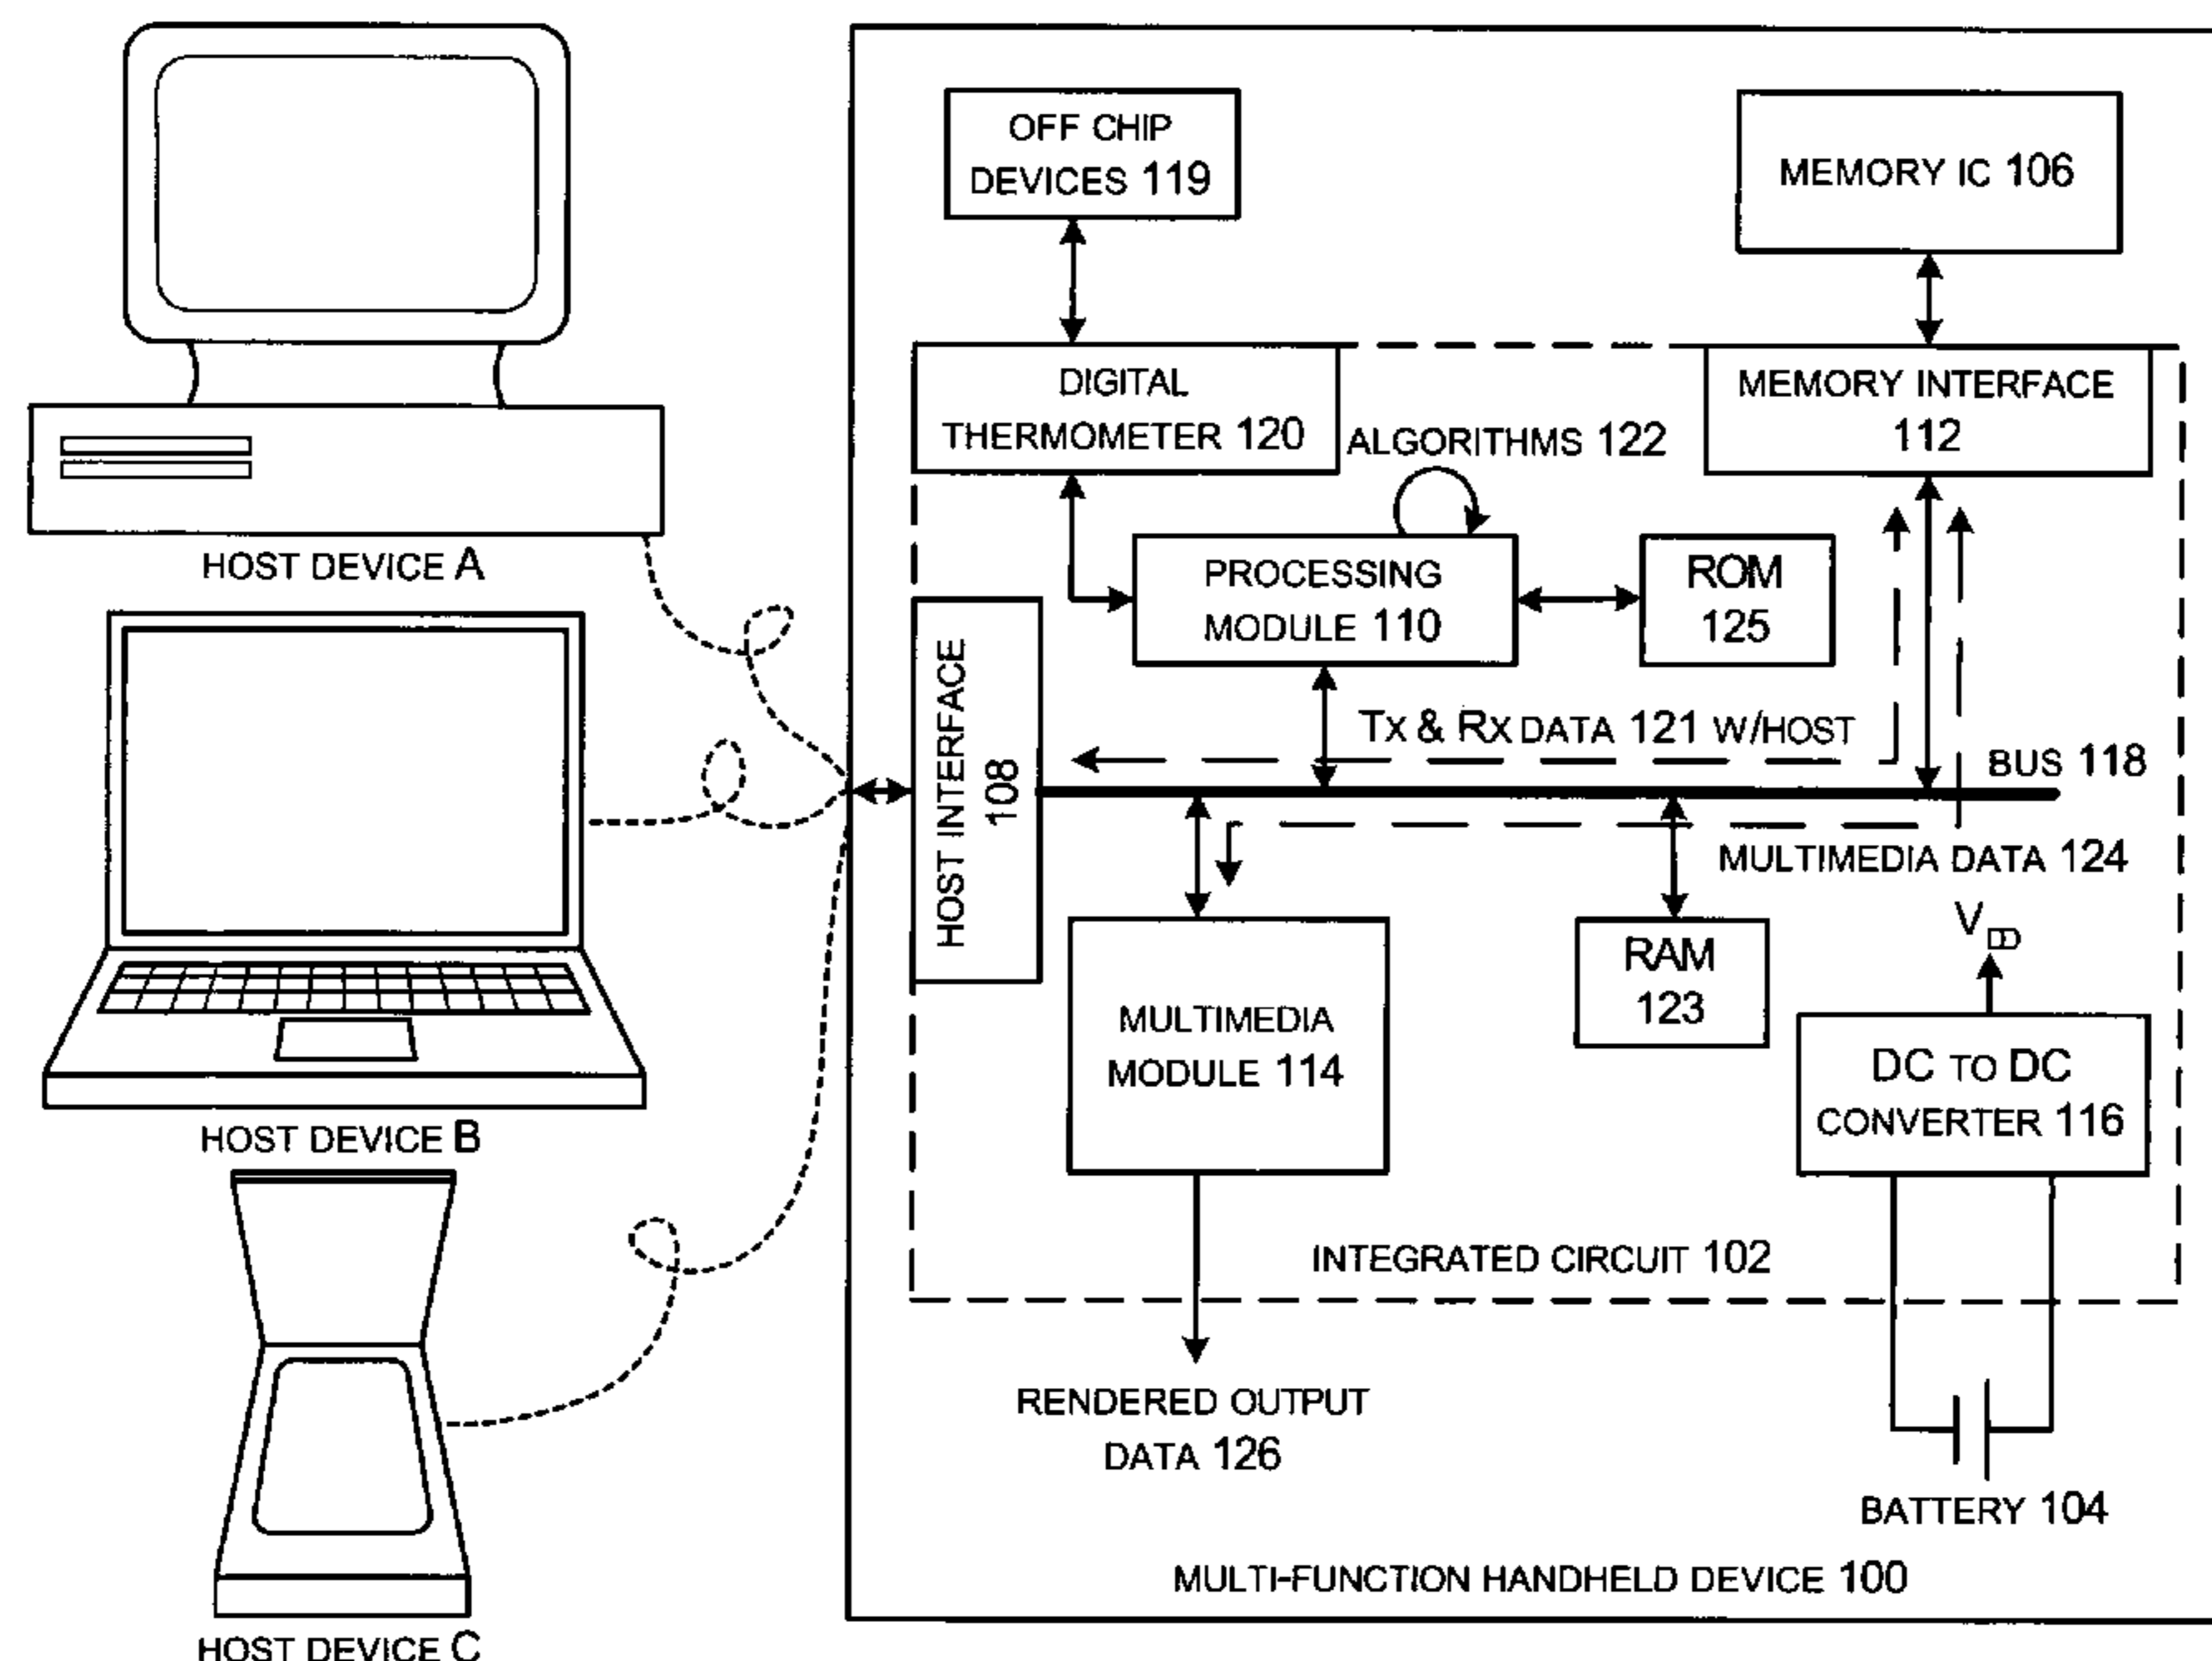 HOST DEVICE A
HOST DEVICE B
HOST DEVICE C
OFF CHIP
DEVICES 119
MEMORY IC 106
DIGITAL
THERMOMETER 120
ALGORITHMS 122
MEMORY INTERFACE
112
PROCESSING
MODULE 110
ROM
125
HOST INTERFACE
108
TX & RX DATA 121 W/HOST
BUS 118
MULTIMEDIA DATA 124
VDD
MULTIMEDIA
MODULE 114
RAM
123
DC TO DC
CONVERTER 116
INTEGRATED CIRCUIT 102
RENDERED OUTPUT
DATA 126
BATTERY 104
MULTI-FUNCTION HANDHELD DEVICE 100